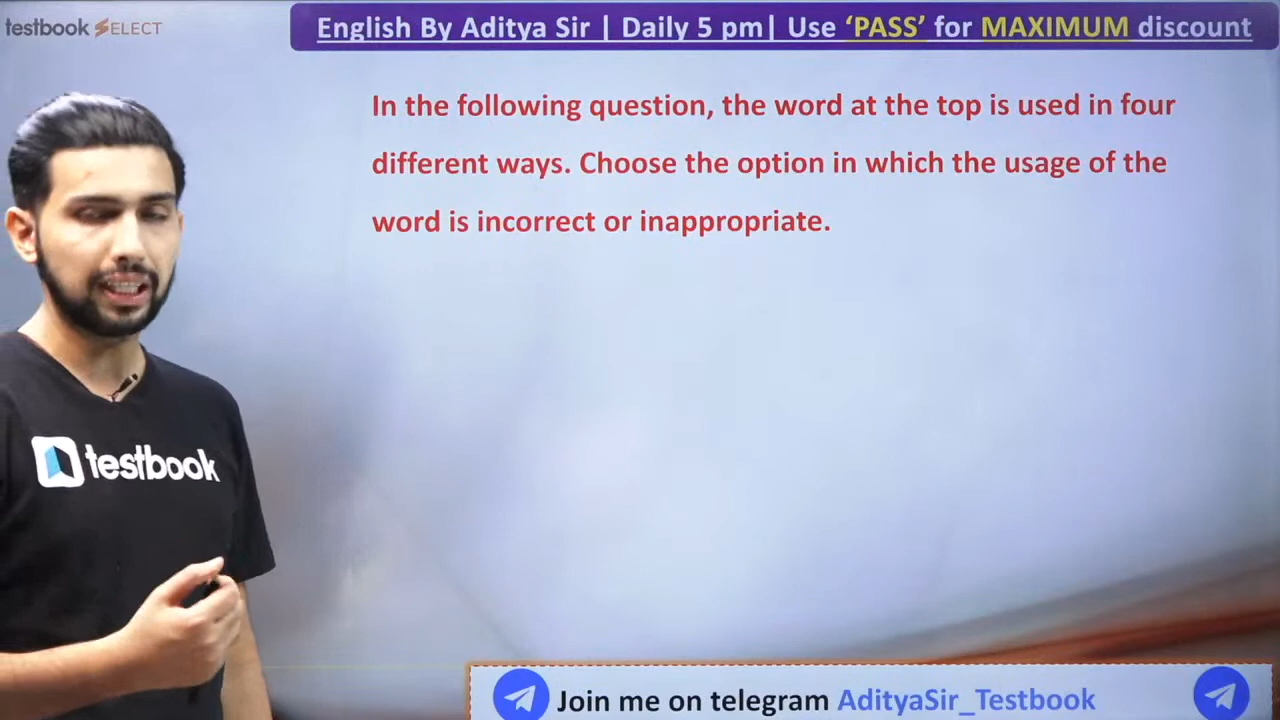 testbook SELECT
English By Aditya Sir | Daily 5 pm| Use ‘PASS’ for MAXIMUM discount
In the following question, the word at the top is used in four
different ways. Choose the option in which the usage of the
word is incorrect or inappropriate.
testbook
Join me on telegram AdityaSir_Testbook